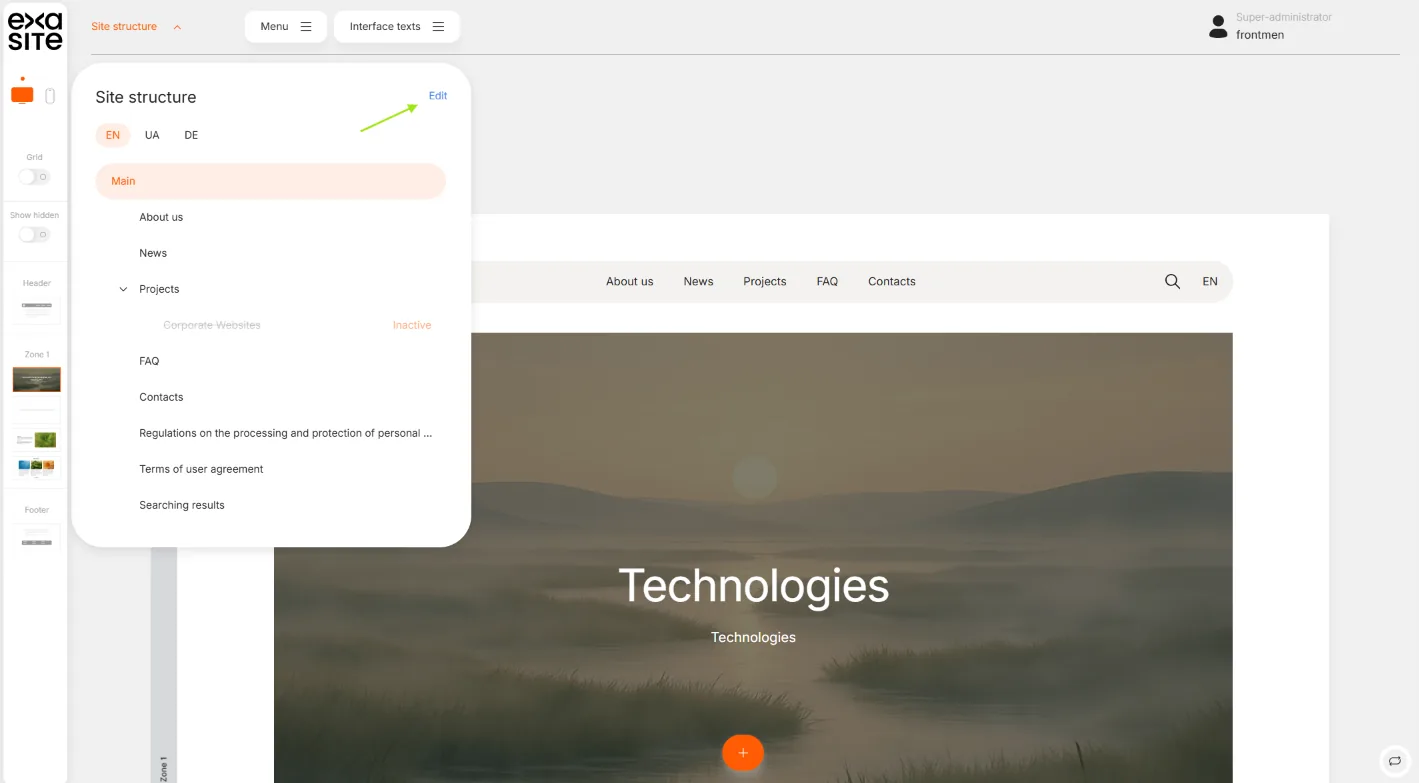 exa
site
Site structure
Menu
Interface texts
Super-administrator
frontmen
Site structure
Edit
EN UA DE
Main
About us
News
Projects
Corporate Websites Inactive
FAQ
Contacts
Regulations on the processing and protection of personal ...
Terms of user agreement
Searching results
Grid
Show hidden
Header
Zone 1
Footer
About us News Projects FAQ Contacts EN
Technologies
Technologies
Zone 1